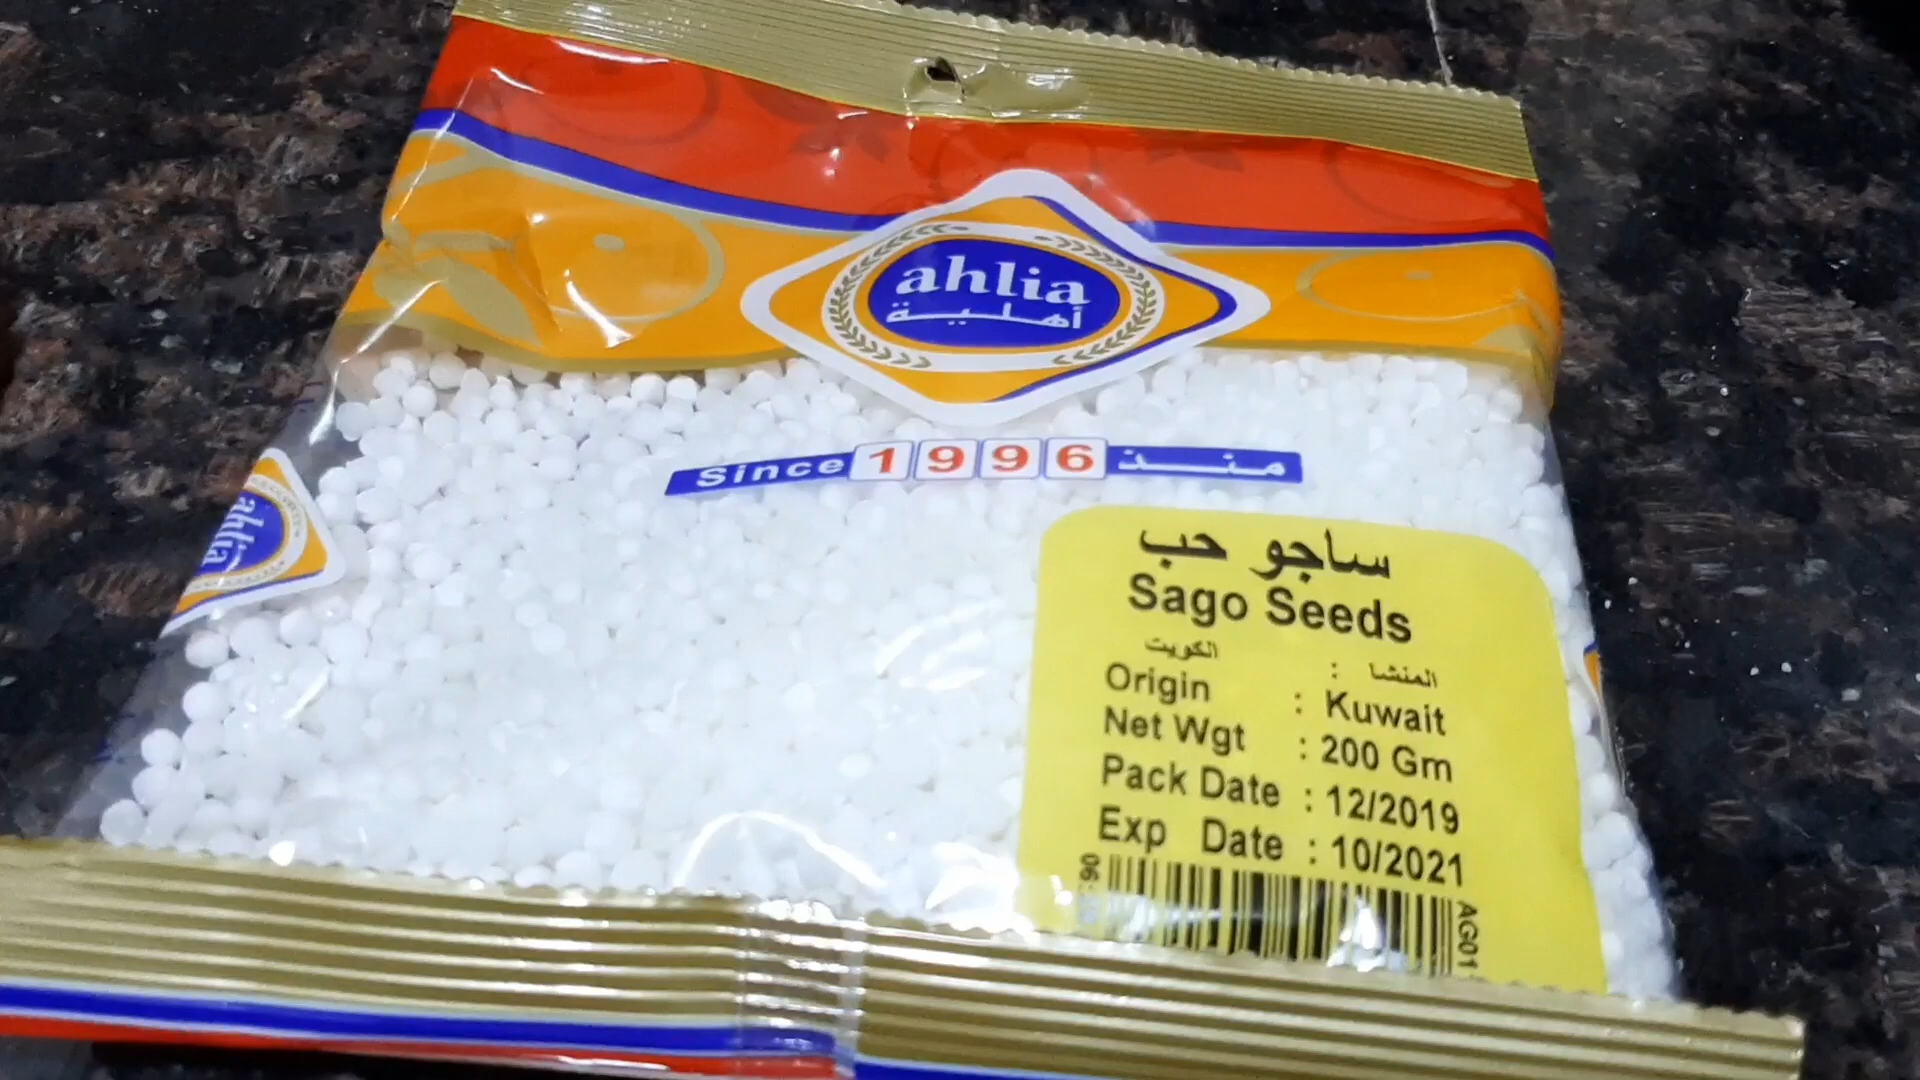 ahlia
أهلية
Since 1996 منذ
ahlia
ساجو حب
Sago Seeds
المنشا : الكويت
Origin : Kuwait
Net Wgt : 200 Gm
Pack Date : 12/2019
Exp Date : 10/2021
AG01